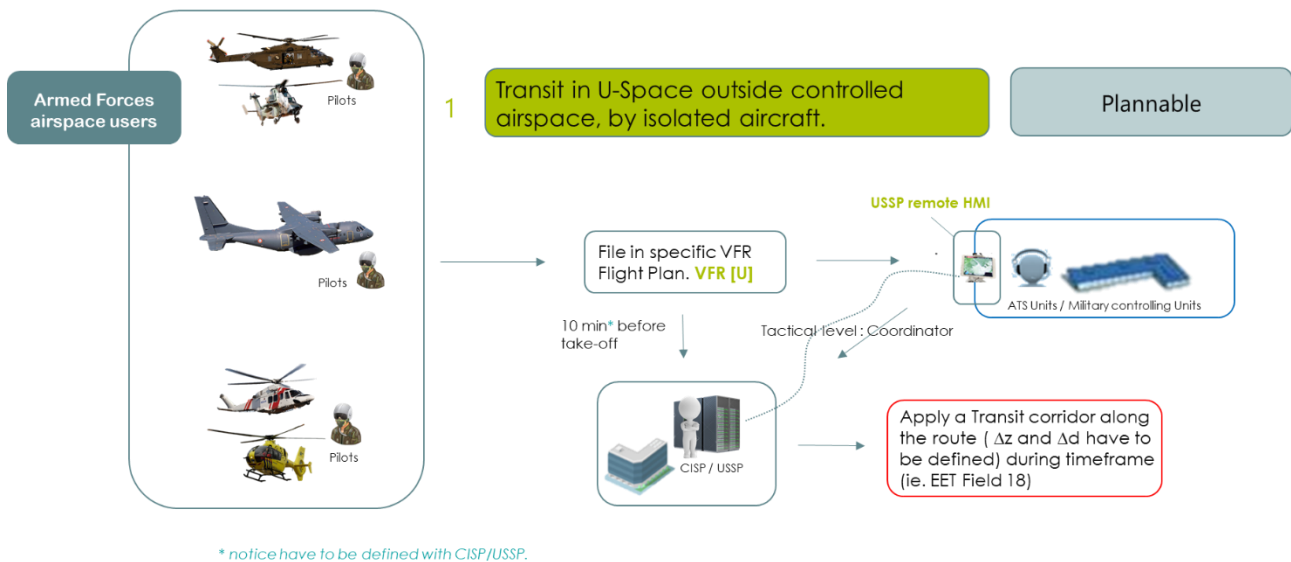 Armed Forces
airspace users
Pilots
Pilots
Pilots
1
Transit in U-Space outside controlled
airspace, by isolated aircraft.
Plannable
USSP remote HMI
File in specific VFR
Flight Plan. VFR [U]
ATS Units / Military controlling Units
10 min* before
take-off
Tactical level : Coordinator
CISP / USSP
Apply a Transit corridor along
the route ( Δz and Δd have to
be defined) during timeframe
(ie. EET Field 18)
* notice have to be defined with CISP/USSP.